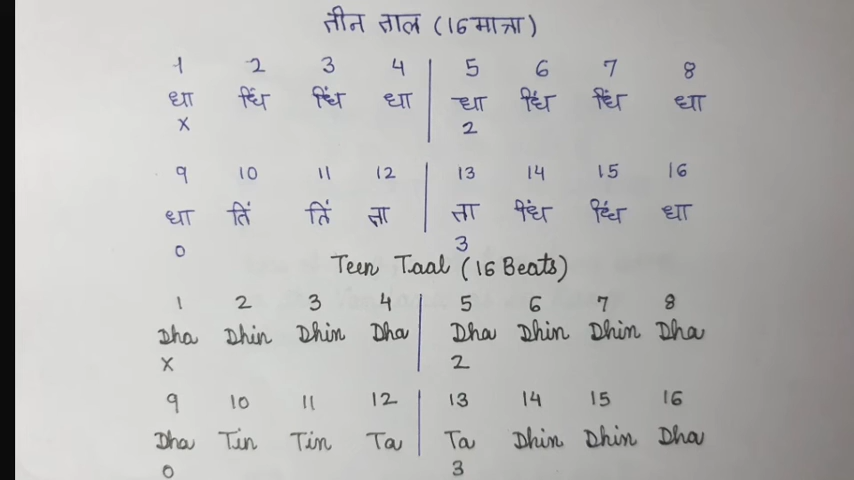 तीन ताल (16 मात्रा)
1 2 3 4 | 5 6 7 8
धा धिं धिं धा | धा धिं धिं धा
X 2
9 10 11 12 | 13 14 15 16
धा तिं तिं ता | ता धिं धिं धा
0 3
Teen Taal (16 Beats)
1 2 3 4 | 5 6 7 8
Dha Dhin Dhin Dha | Dha Dhin Dhin Dha
X 2
9 10 11 12 | 13 14 15 16
Dha Tin Tin Ta | Ta Dhin Dhin Dha
0 3